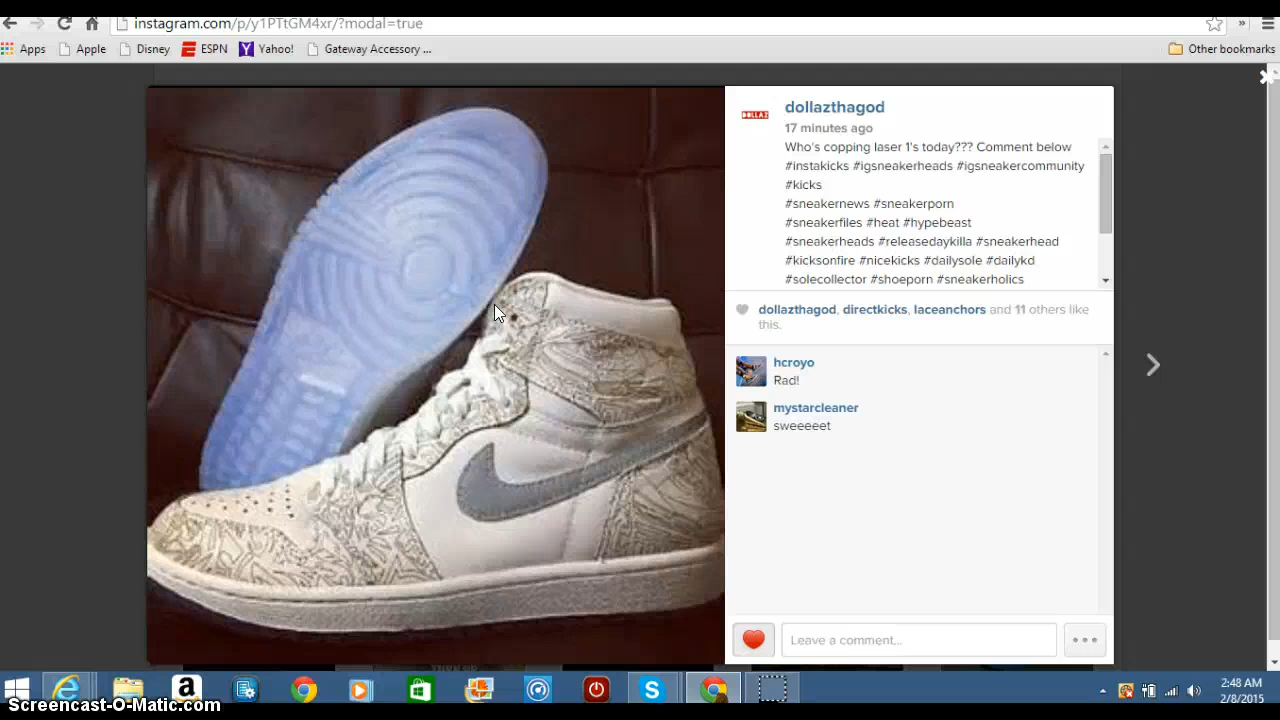 instagram.com/p/y1PTtGM4xr/?modal=true
Apps Apple Disney ESPN Yahoo! Gateway Accessory ... Other bookmarks
DOLLAZ
dollazthagod
17 minutes ago
Who's copping laser 1's today??? Comment below
#instakicks #igsneakerheads #igsneakercommunity
#kicks
#sneakernews #sneakerporn
#sneakerfiles #heat #hypebeast
#sneakerheads #releasedaykilla #sneakerhead
#kicksonfire #nicekicks #dailysole #dailykd
#solecollector #shoeporn #sneakerholics
dollazthagod, directkicks, laceanchors and 11 others like
this.
hcroyo
Rad!
mystarcleaner
sweeeeet
Leave a comment...
2:48 AM
2/8/2015
Screencast-O-Matic.com